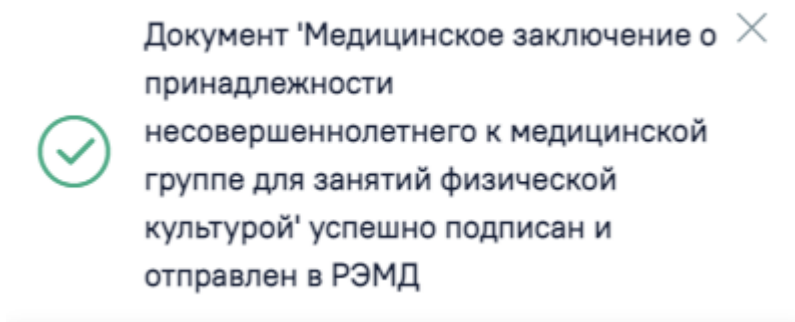 Документ 'Медицинское заключение о
принадлежности
несовершеннолетнего к медицинской
группе для занятий физической
культурой' успешно подписан и
отправлен в РЭМД